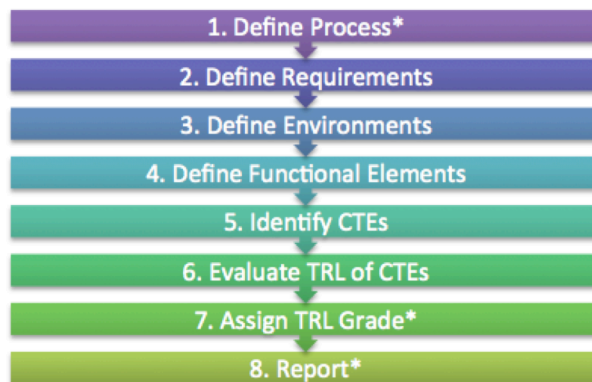 1. Define Process*
2. Define Requirements
3. Define Environments
4. Define Functional Elements
5. Identify CTEs
6. Evaluate TRL of CTEs
7. Assign TRL Grade*
8. Report*